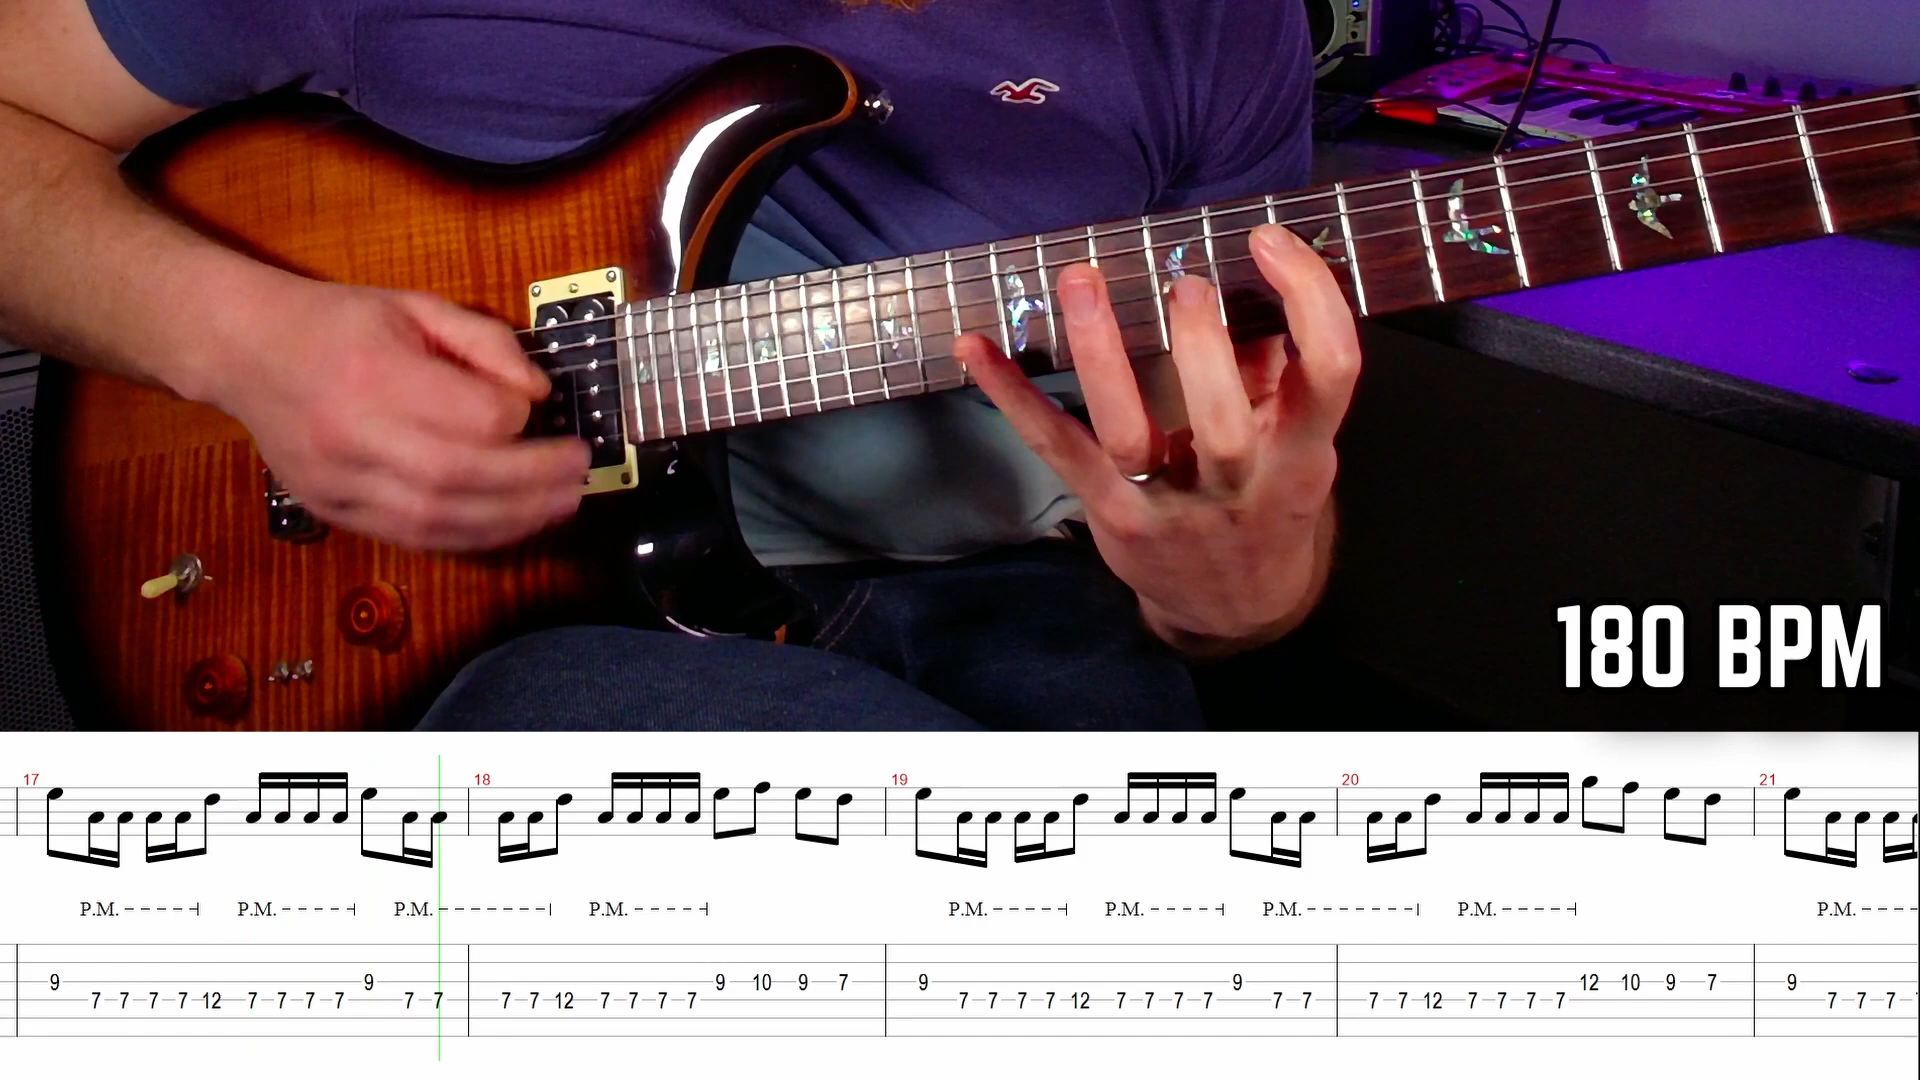 180 BPM
17 18 19 20 21
P.M. P.M. P.M. P.M. P.M. P.M. P.M. P.M. P.M.
9 9 9 10 9 7 9 9 12 10 9 7 9
7 7 7 7 12 7 7 7 7 7 7 7 7 12 7 7 7 7 7 7 7 7 12 7 7 7 7 7 7 7 7 12 7 7 7 7 7 7 7